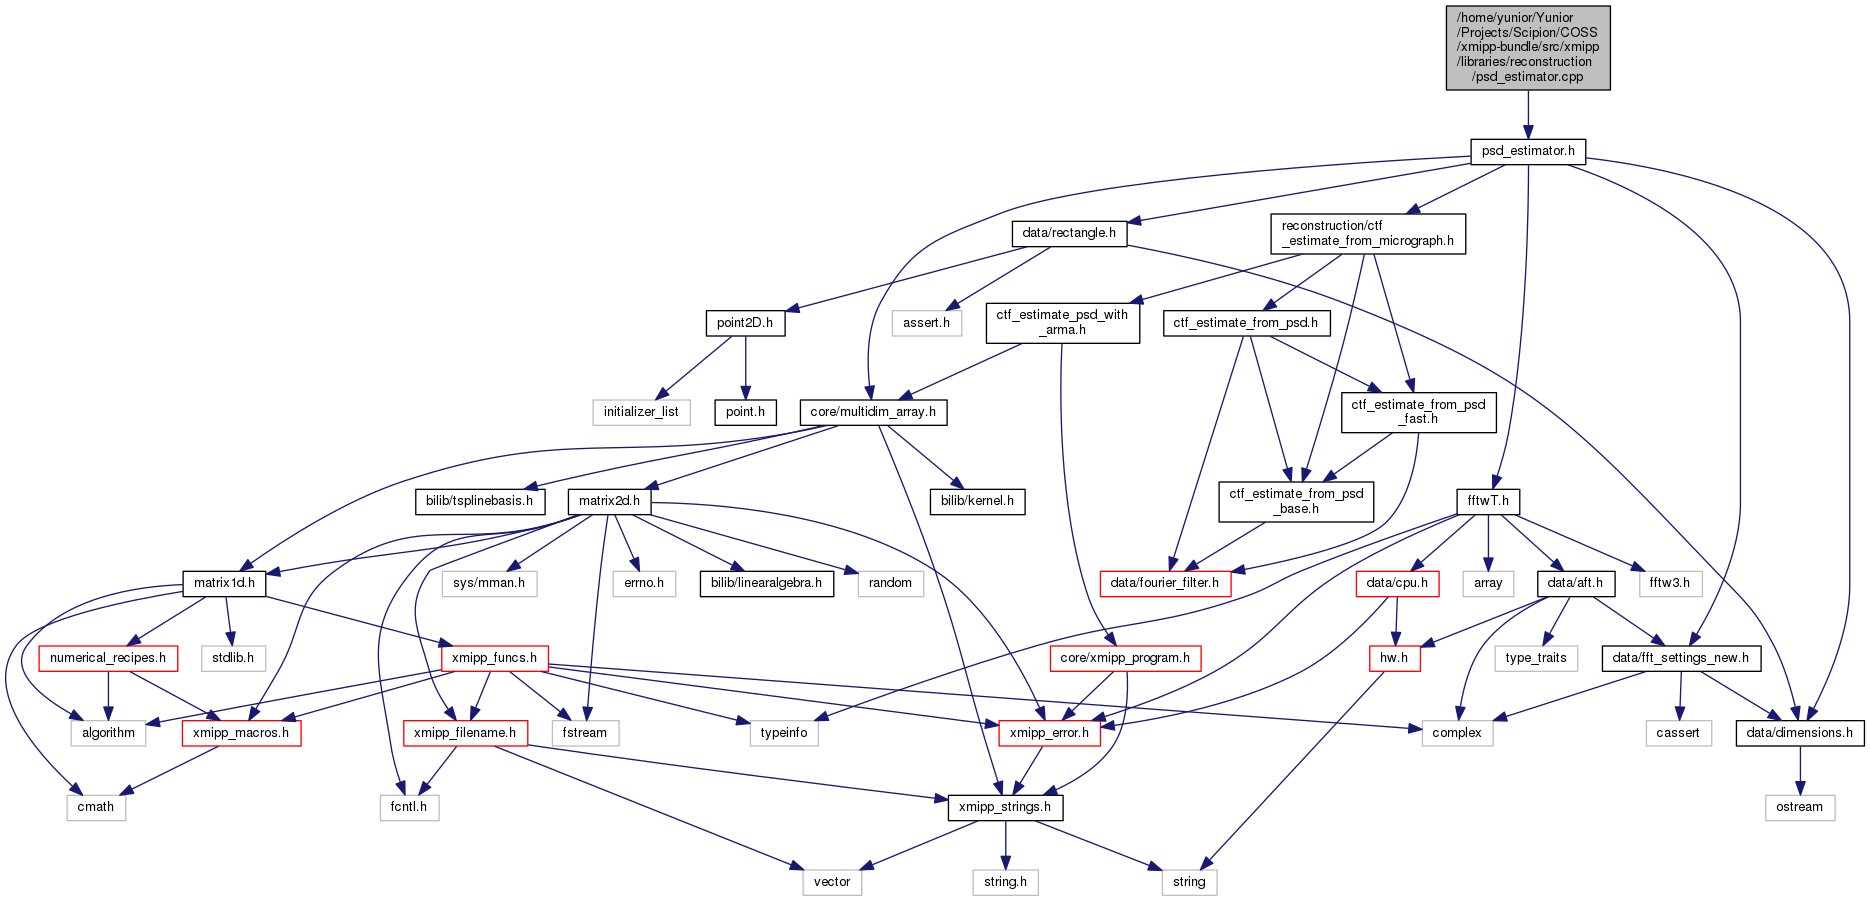 /home/yunior/Yunior
/Projects/Scipion/COSS
/xmipp-bundle/src/xmipp
/libraries/reconstruction
/psd_estimator.cpp
psd_estimator.h
data/rectangle.h
reconstruction/ctf
_estimate_from_micrograph.h
point2D.h
assert.h
ctf_estimate_psd_with
_arma.h
ctf_estimate_from_psd.h
initializer_list
point.h
core/multidim_array.h
ctf_estimate_from_psd
_fast.h
bilib/tsplinebasis.h
matrix2d.h
bilib/kernel.h
ctf_estimate_from_psd
_base.h
fftwT.h
matrix1d.h
sys/mman.h
errno.h
bilib/linearalgebra.h
random
data/fourier_filter.h
data/cpu.h
array
data/aft.h
fftw3.h
numerical_recipes.h
stdlib.h
xmipp_funcs.h
core/xmipp_program.h
hw.h
type_traits
data/fft_settings_new.h
algorithm
xmipp_macros.h
xmipp_filename.h
fstream
typeinfo
xmipp_error.h
complex
cassert
data/dimensions.h
cmath
fcntl.h
xmipp_strings.h
ostream
vector
string.h
string